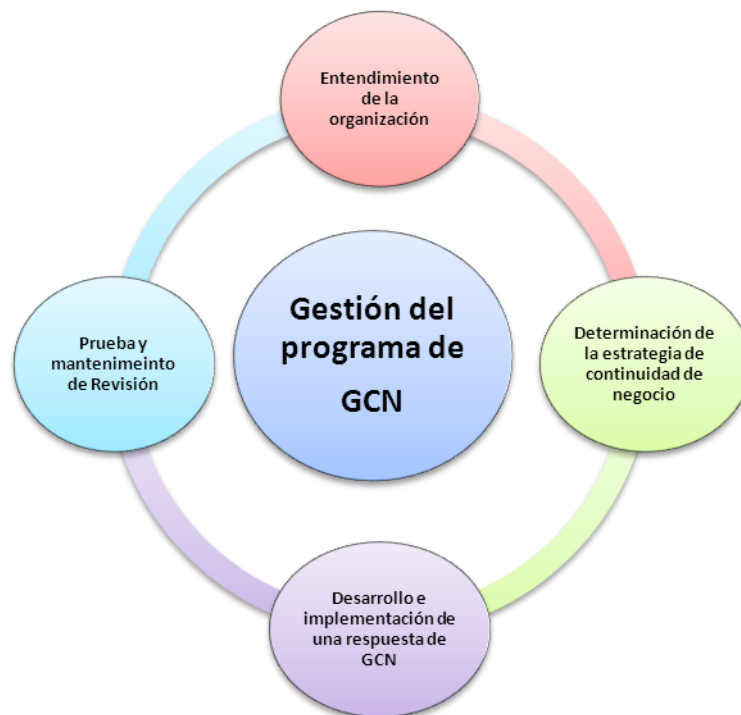 Entendimiento
de la
organización
Gestión del
programa de
GCN
Determinación de
la estrategia de
continuidad de
negocio
Prueba y
mantenimeinto
de Revisión
Desarrollo e
implementación de
una respuesta de
GCN